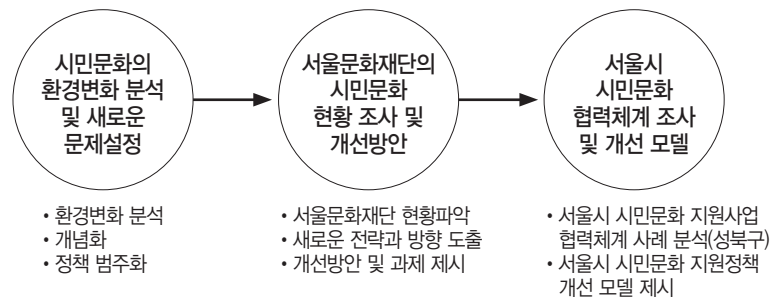 시민문화의
환경변화 분석
및 새로운
문제설정
서울문화재단의
시민문화
현황 조사 및
개선방안
서울시
시민문화
협력체계 조사
및 개선 모델
• 환경변화 분석
• 개념화
• 정책 범주화
• 서울문화재단 현황파악
• 새로운 전략과 방향 도출
• 개선방안 및 과제 제시
• 서울시 시민문화 지원사업
협력체계 사례 분석(성북구)
• 서울시 시민문화 지원정책
개선 모델 제시